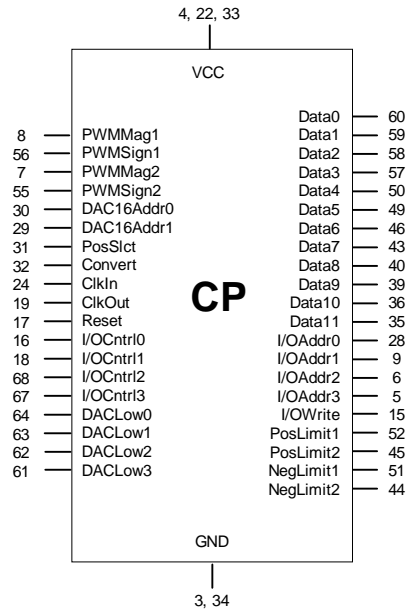 4, 22, 33
VCC
8 PWMMag1
56 PWMSign1
7 PWMMag2
55 PWMSign2
30 DAC16Addr0
29 DAC16Addr1
31 PosSlct
32 Convert
24 ClkIn
19 ClkOut
17 Reset
16 I/OCntrl0
18 I/OCntrl1
68 I/OCntrl2
67 I/OCntrl3
64 DACLow0
63 DACLow1
62 DACLow2
61 DACLow3
CP
Data0 60
Data1 59
Data2 58
Data3 57
Data4 50
Data5 49
Data6 46
Data7 43
Data8 40
Data9 39
Data10 36
Data11 35
I/OAddr0 28
I/OAddr1 9
I/OAddr2 6
I/OAddr3 5
I/OWrite 15
PosLimit1 52
PosLimit2 45
NegLimit1 51
NegLimit2 44
GND
3, 34